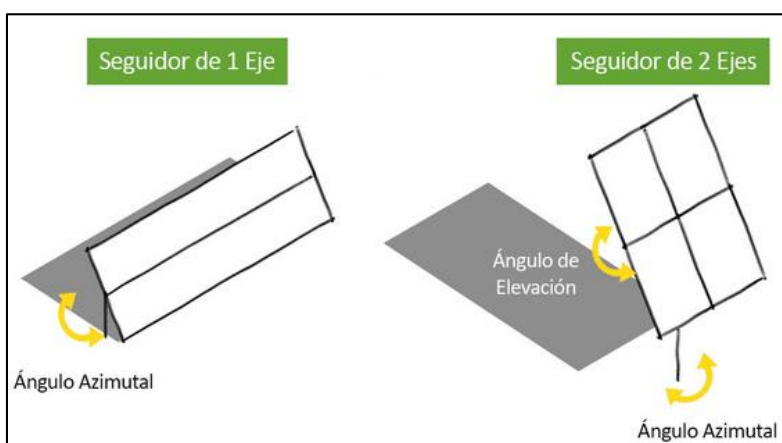 Seguidor de 1 Eje
Seguidor de 2 Ejes
Ángulo de
Elevación
Ángulo Azimutal
Ángulo Azimutal